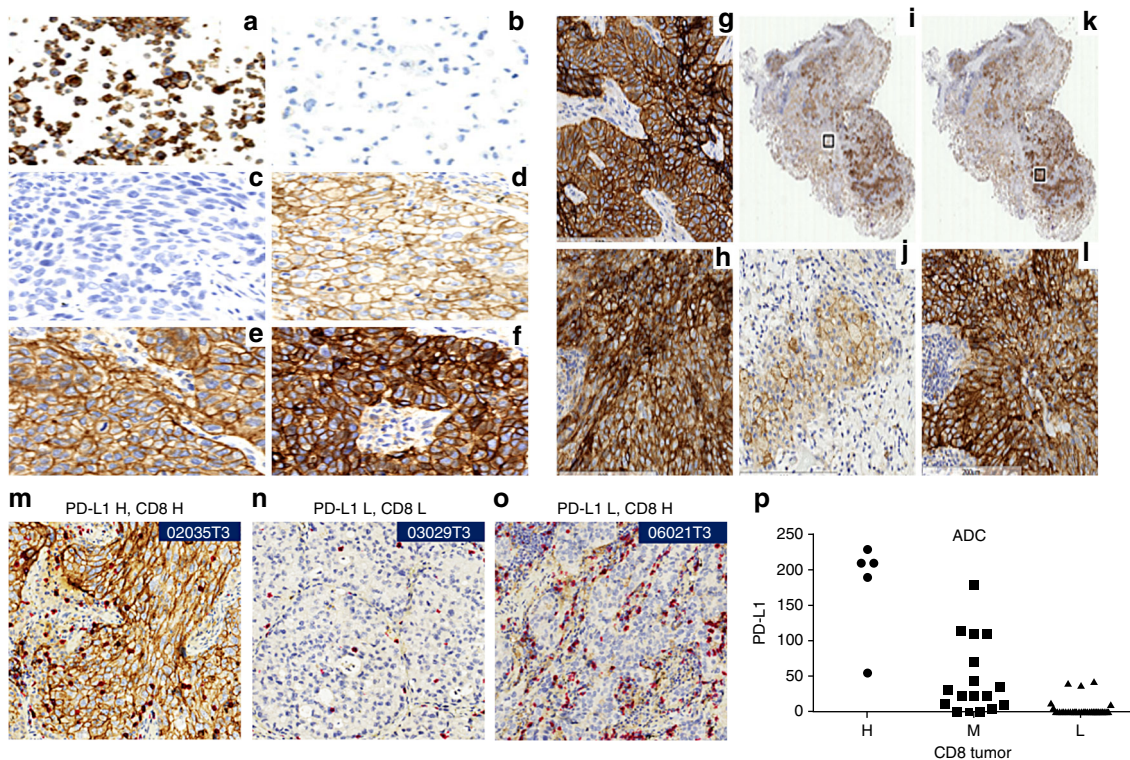 a
b
c
d
e
f
g
h
i
j
k
l
200um
m
PD-L1 H, CD8 H
02035T3
n
PD-L1 L, CD8 L
03029T3
o
PD-L1 L, CD8 H
06021T3
p
ADC
PD-L1
250
200
150
100
50
0
H
M
L
CD8 tumor